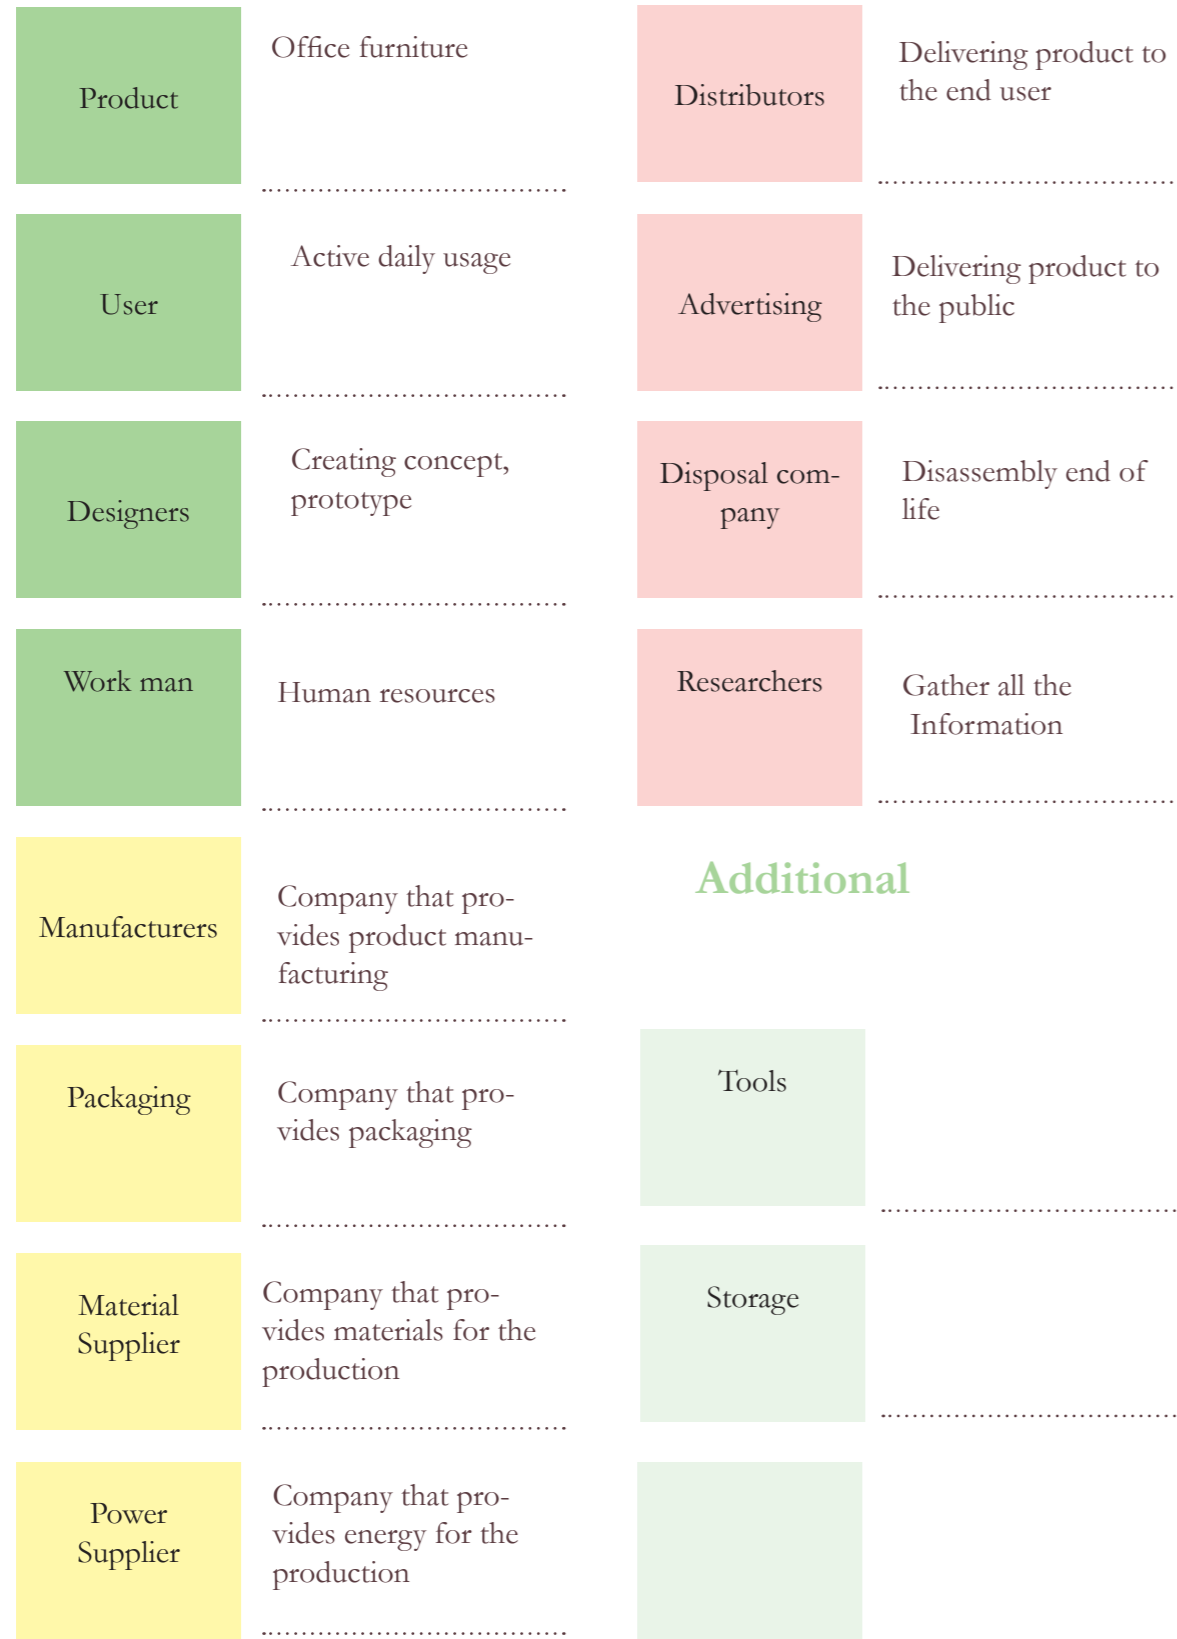 Product
Office furniture
User
Active daily usage
Designers
Creating concept,
prototype
Work man
Human resources
Manufacturers
Company that pro-
vides product manu-
facturing
Packaging
Company that pro-
vides packaging
Material
Supplier
Company that pro-
vides materials for the
production
Power
Supplier
Company that pro-
vides energy for the
production
Distributors
Delivering product to
the end user
Advertising
Delivering product to
the public
Disposal com-
pany
Disassembly end of
life
Researchers
Gather all the
Information
Additional
Tools
Storage